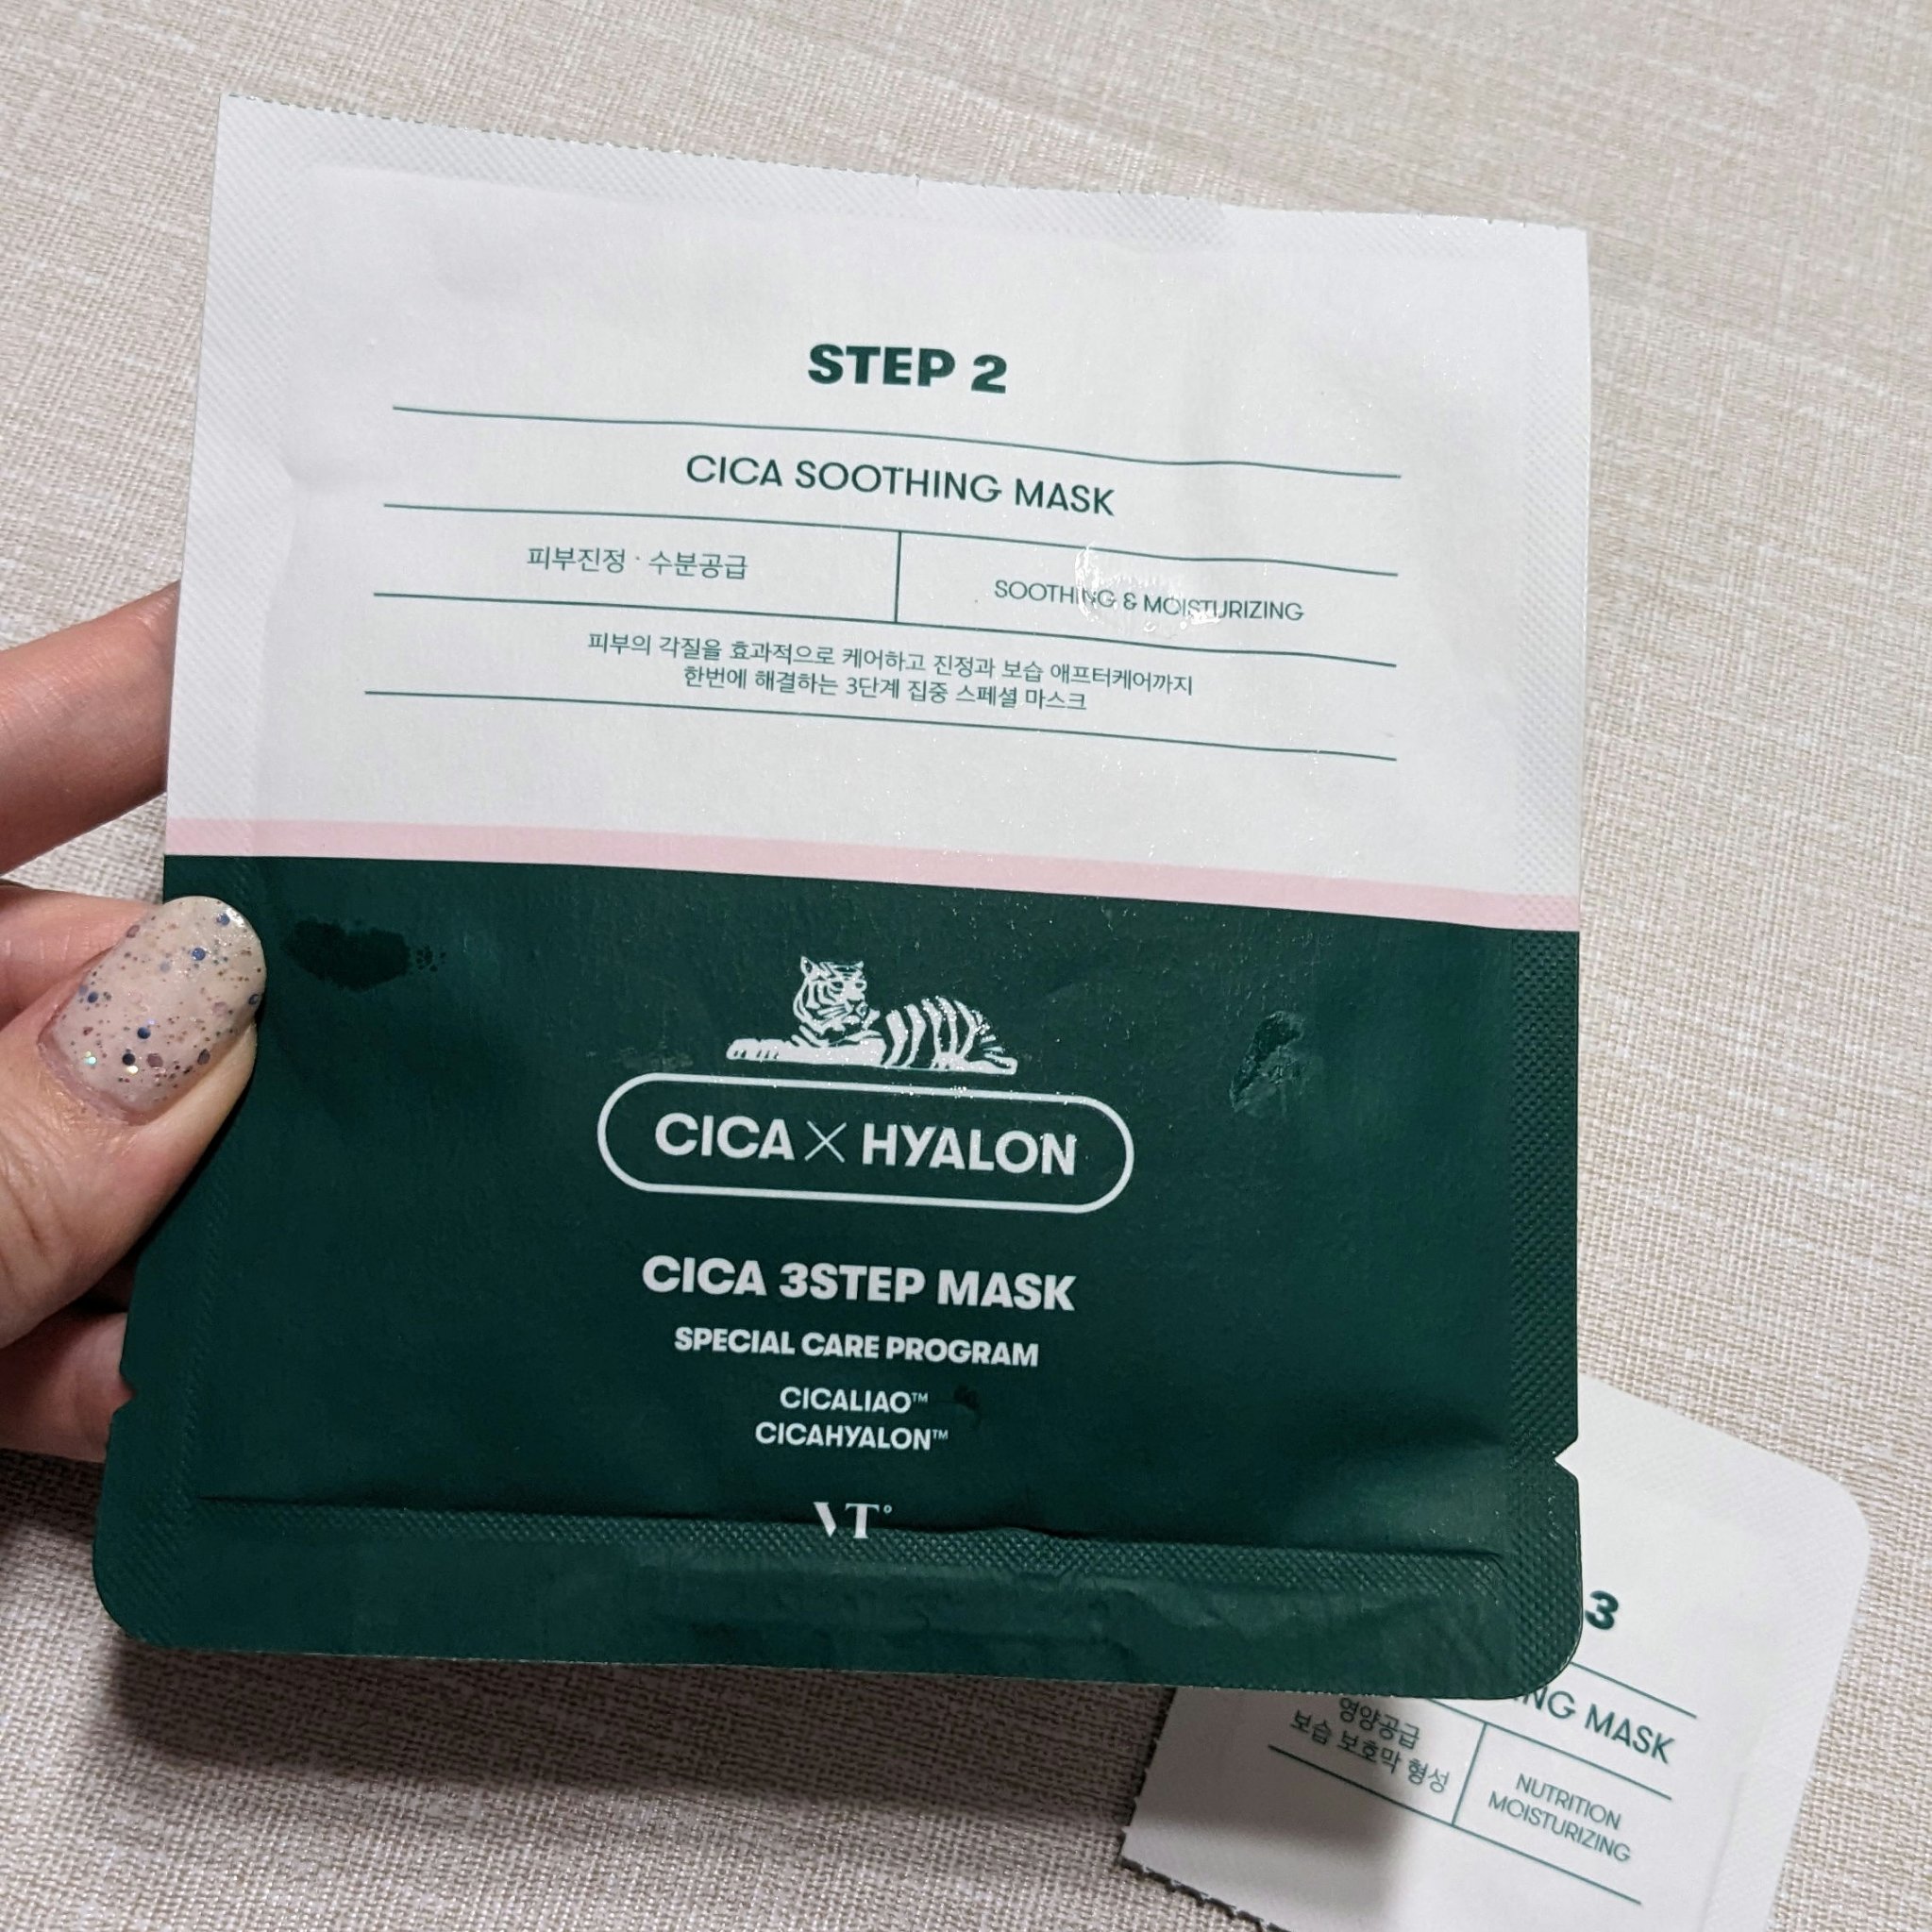 STEP 2
CICA SOOTHING MASK
피부진정 · 수분공급
SOOTHING & MOISTURIZING
피부의 각질을 효과적으로 케어하고 진정과 보습 애프터케어까지
한번에 해결하는 3단계 집중 스페셜 마스크
CICA X HYALON
CICA 3STEP MASK
SPECIAL CARE PROGRAM
CICALIAO™
CICAHYALON™
VT°
3
MASK
영양공급
보습 보호막 형성
NUTRITION
MOISTURIZING